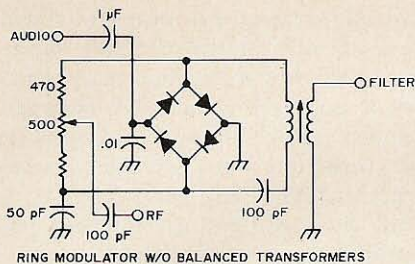 1 µF
AUDIO
FILTER
470
500
.01
50 pF
100 pF
RF
100 pF
RING MODULATOR W/O BALANCED TRANSFORMERS